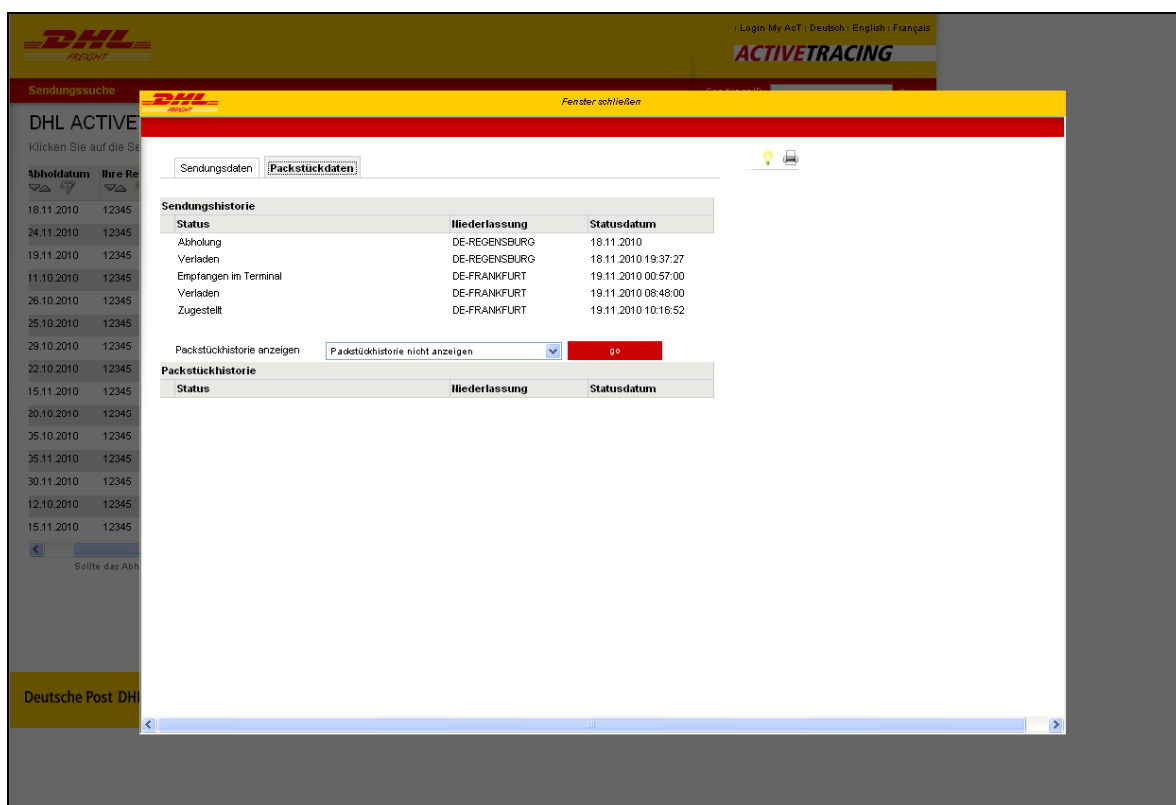 DHL
FREIGHT
: Login My AcT : Deutsch : English : Français
ACTIVETRACING
Sendungssuche
DHL ACTIVE
Klicken Sie auf die Se
Abholdatum Ihre Re
18.11.2010 12345
24.11.2010 12345
19.11.2010 12345
11.10.2010 12345
26.10.2010 12345
25.10.2010 12345
29.10.2010 12345
22.10.2010 12345
15.11.2010 12345
20.10.2010 12345
05.10.2010 12345
05.11.2010 12345
30.11.2010 12345
12.10.2010 12345
15.11.2010 12345
Sollte das Abh
Deutsche Post DH
DHL
FREIGHT
Fenster schließen
Sendungsdaten Packstückdaten
Sendungshistorie
Status Niederlassung Statusdatum
Abholung DE-REGENSBURG 18.11.2010
Verladen DE-REGENSBURG 18.11.2010 19:37:27
Empfangen im Terminal DE-FRANKFURT 19.11.2010 00:57:00
Verladen DE-FRANKFURT 19.11.2010 08:48:00
Zugestellt DE-FRANKFURT 19.11.2010 10:16:52
Packstückhistorie anzeigen Packstückhistorie nicht anzeigen go
Packstückhistorie
Status Niederlassung Statusdatum